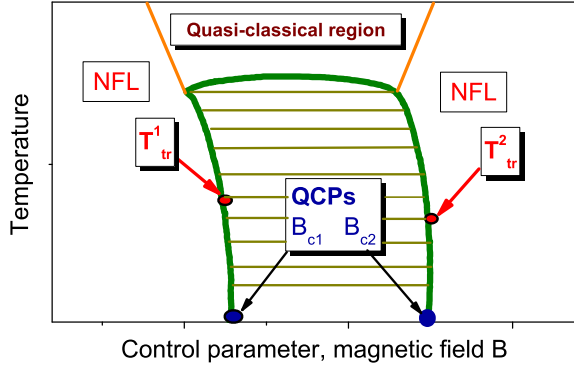 Quasi-classical region
NFL
NFL
T¹tr
T²tr
QCPs
Bc1 Bc2
Temperature
Control parameter, magnetic field B